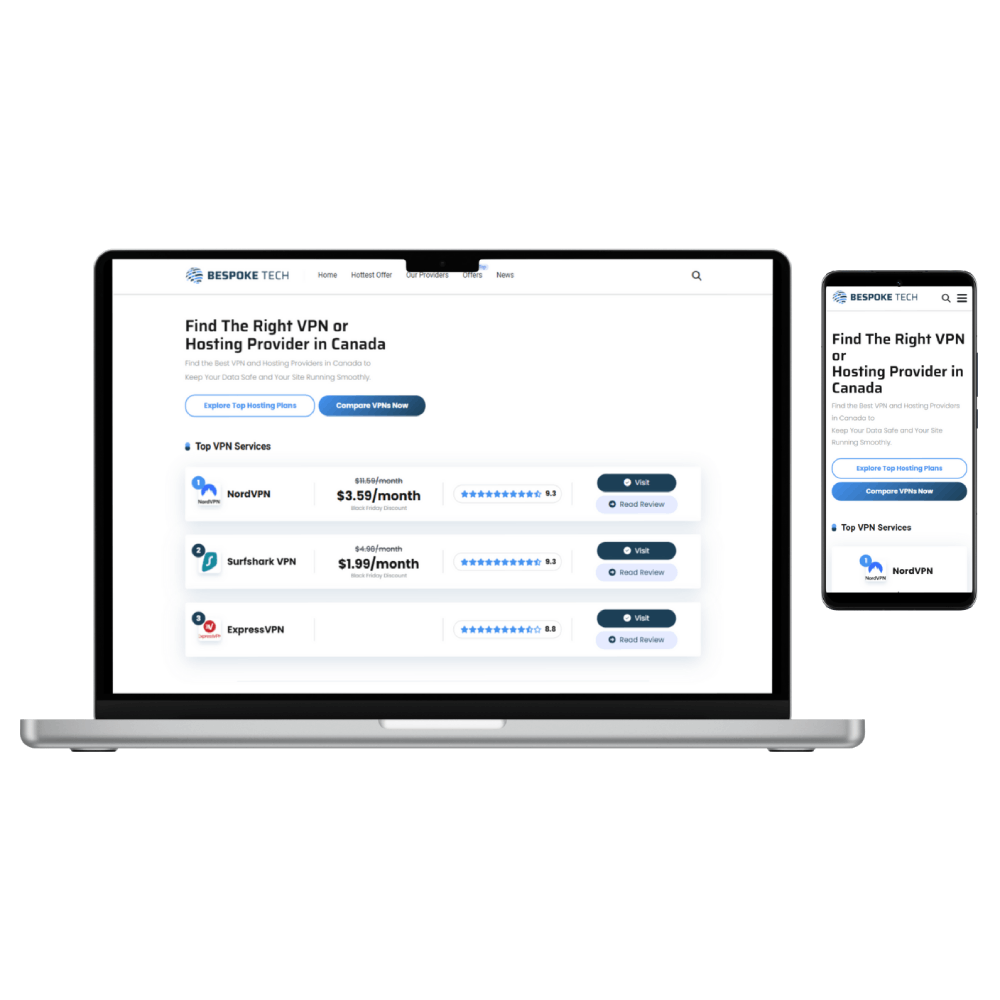 BESPOKE TECH
Home
Hottest Offer
Our Providers
Offers
News
Find The Right VPN or
Hosting Provider in Canada
Find the Best VPN and Hosting Providers in Canada to
Keep Your Data Safe and Your Site Running Smoothly.
Explore Top Hosting Plans
Compare VPNs Now
Top VPN Services
1
NordVPN
NordVPN
$11.59/month
$3.59/month
Black Friday Discount
9.3
Visit
Read Review
2
Surfshark VPN
$4.98/month
$1.99/month
Black Friday Discount
9.3
Visit
Read Review
3
ExpressVPN
8.8
Visit
Read Review
BESPOKE TECH
Find The Right VPN
or
Hosting Provider in
Canada
Find the Best VPN and Hosting Providers
in Canada to
Keep Your Data Safe and Your Site
Running Smoothly.
Explore Top Hosting Plans
Compare VPNs Now
Top VPN Services
1
NordVPN
NordVPN